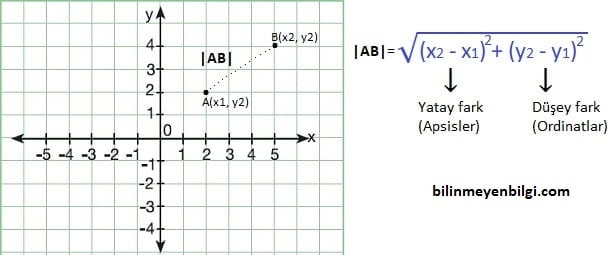 y
4
3
2
1
0
-5 -4 -3 -2 -1
1 2 3 4 5
x
-1
-2
-3
-4
B(x2, y2)
|AB|
A(x1, y2)
|AB|=√(x2 - x1)²+ (y2 - y1)²
Yatay fark
(Apsisler)
Düşey fark
(Ordinatlar)
bilinmeyenbilgi.com